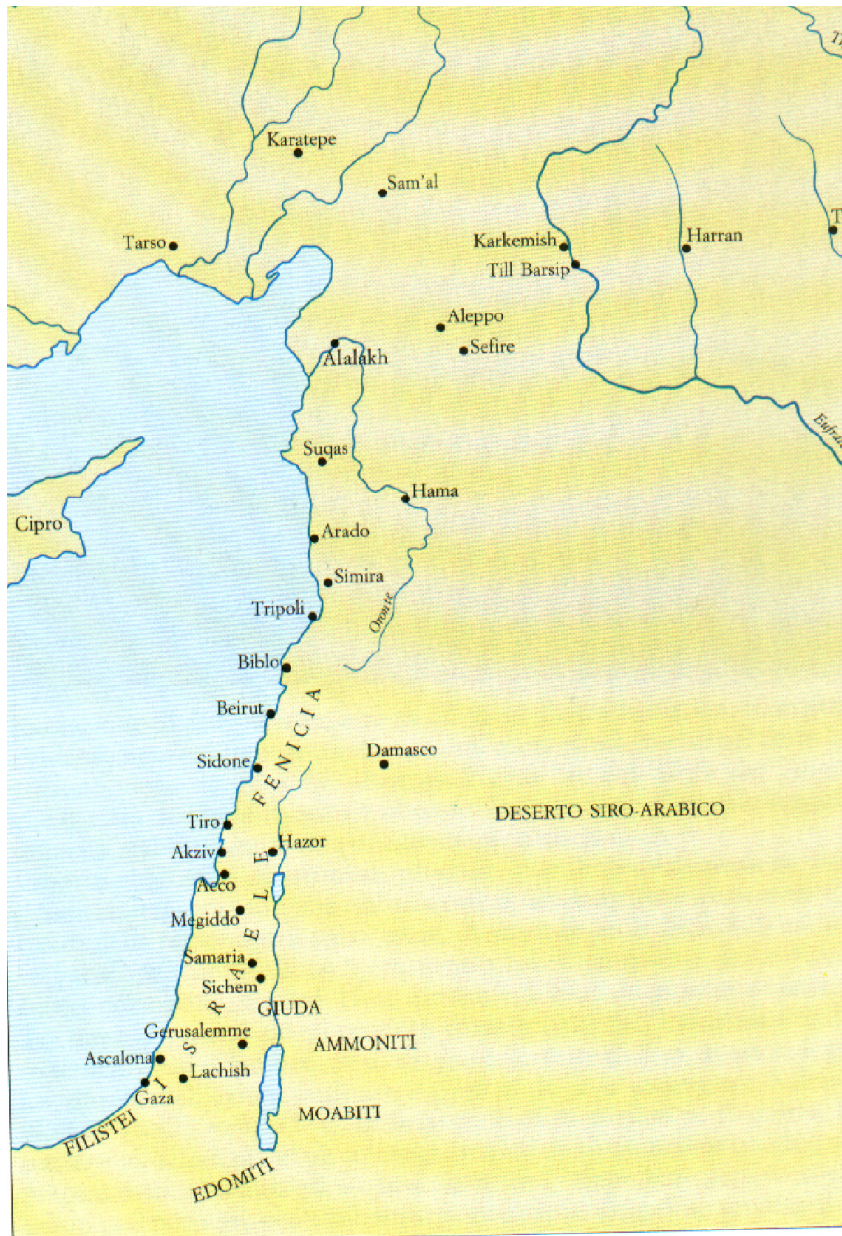 Karatepe
Sam'al
Tarso
Karkemish
Harran
Till Barsip
Aleppo
Alalakh
Sefire
Suqas
Hama
Cipro
Arado
Simira
Tripoli
Oronte
Biblo
Beirut
FENICIA
Sidone
Damasco
DESERTO SIRO-ARABICO
Tiro
Akziv
Hazor
Acco
Megiddo
ISRAELE
Samaria
Sichem
GIUDA
Gerusalemme
AMMONITI
Ascalona
Lachish
Gaza
MOABITI
FILISTEI
EDOMITI